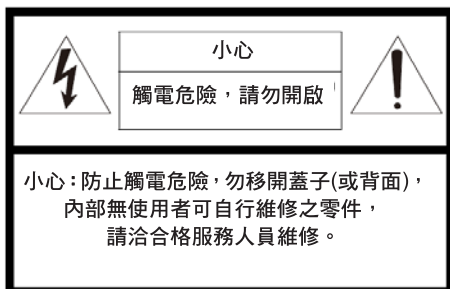 小心
觸電危險，請勿開啟
小心：防止觸電危險，勿移開蓋子(或背面)，
內部無使用者可自行維修之零件，
請洽合格服務人員維修。